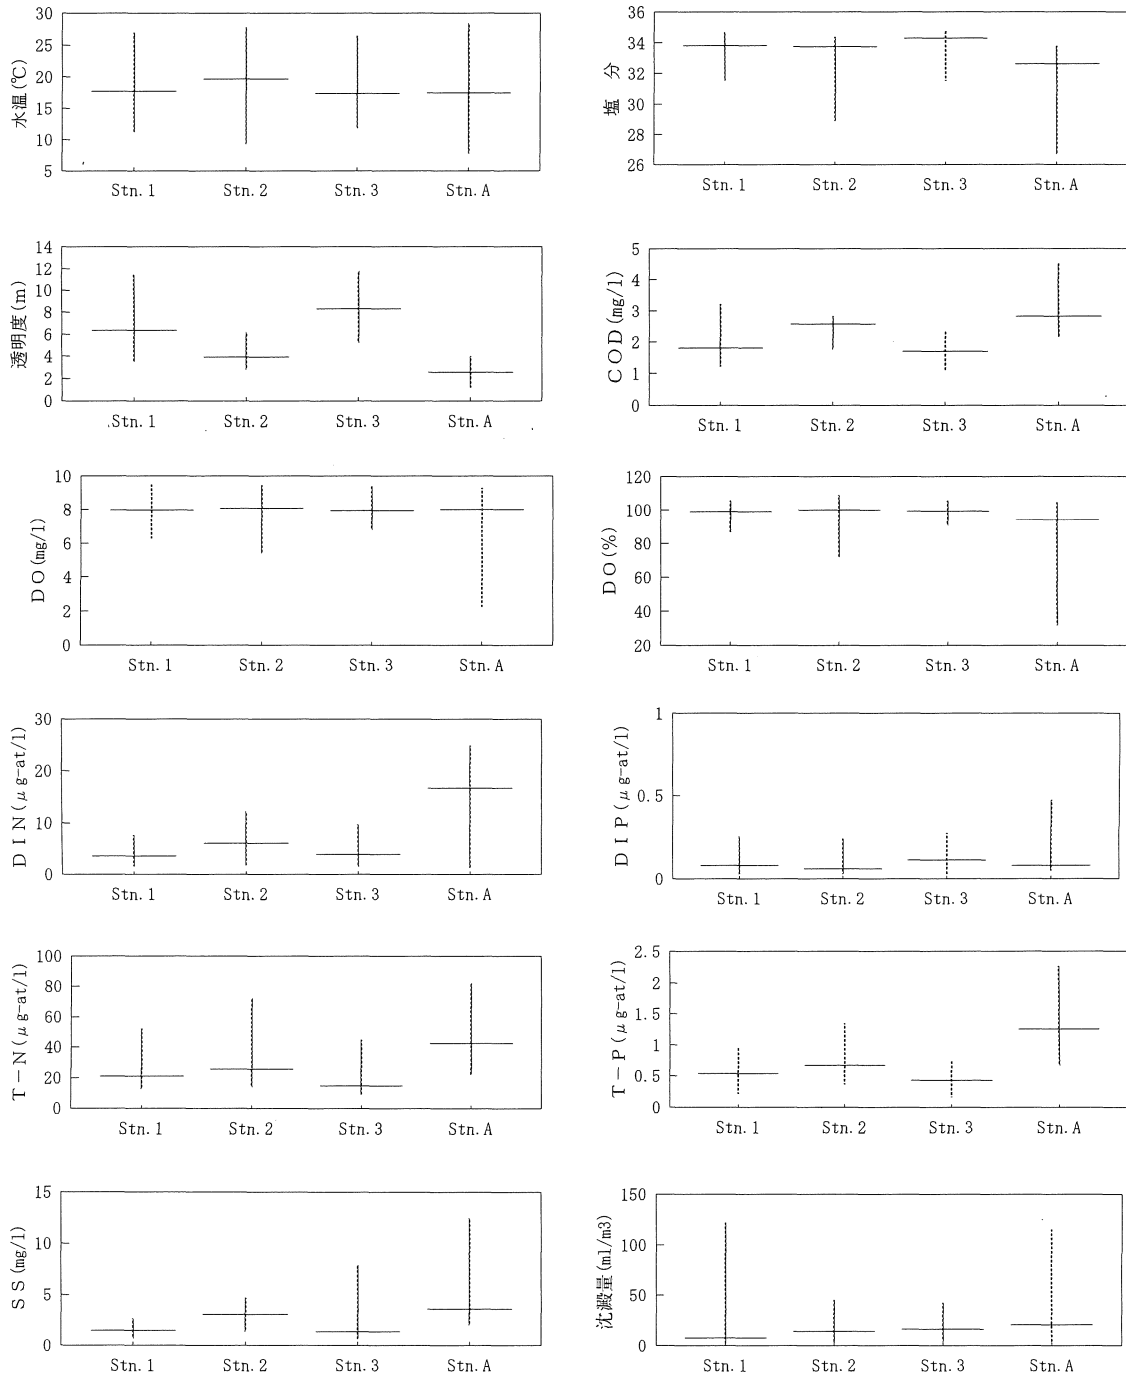 水温(℃)
30
25
20
15
10
5
Stn. 1 Stn. 2 Stn. 3 Stn. A
塩 分
36
34
32
30
28
26
Stn. 1 Stn. 2 Stn. 3 Stn. A
透明度(m)
14
12
10
8
6
4
2
0
Stn. 1 Stn. 2 Stn. 3 Stn. A
COD(mg/l)
5
4
3
2
1
0
Stn. 1 Stn. 2 Stn. 3 Stn. A
DO(mg/l)
10
8
6
4
2
0
Stn. 1 Stn. 2 Stn. 3 Stn. A
DO(%)
120
100
80
60
40
20
Stn. 1 Stn. 2 Stn. 3 Stn. A
DIN(μg-at/l)
30
20
10
0
Stn. 1 Stn. 2 Stn. 3 Stn. A
DIP(μg-at/l)
1
0.5
0
Stn. 1 Stn. 2 Stn. 3 Stn. A
T-N(μg-at/l)
100
80
60
40
20
0
Stn. 1 Stn. 2 Stn. 3 Stn. A
T-P(μg-at/l)
2.5
2
1.5
1
0.5
0
Stn. 1 Stn. 2 Stn. 3 Stn. A
SS(mg/l)
15
10
5
0
Stn. 1 Stn. 2 Stn. 3 Stn. A
沈澱量(ml/m3)
150
100
50
0
Stn. 1 Stn. 2 Stn. 3 Stn. A